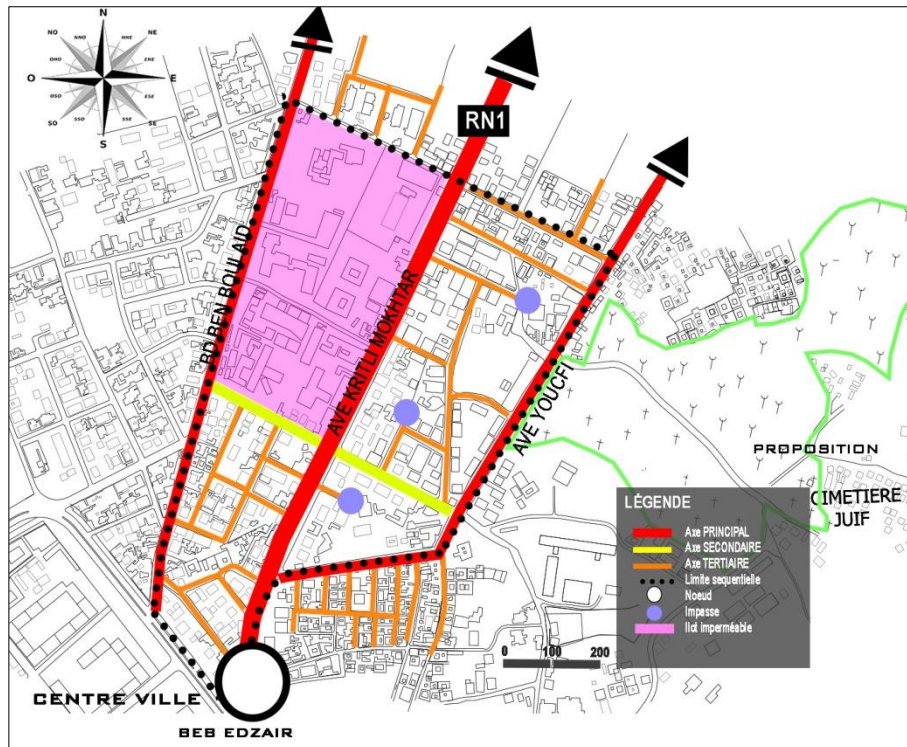 N
NNO
NNE
NO
NE
ONO
ENE
O
E
OSO
ESE
SO
SE
SSO
SSE
S
RN1
BD BEN BOULAID
AVE KRITLI MOKHTAR
AVE YOUCFI
PROPOSITION
CIMETIERE
JUIF
LÉGENDE
Axe PRINCIPAL
Axe SECONDAIRE
Axe TERTIAIRE
Limite sequentielle
Noeud
Impasse
Ilot imperméable
0 100 200
CENTRE VILLE
BEB EDZAIR